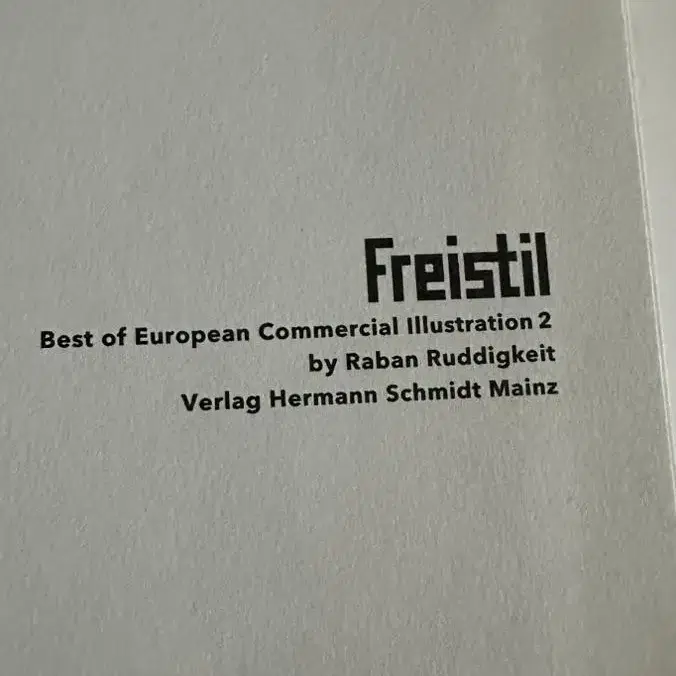 Freistil
Best of European Commercial Illustration 2
by Raban Ruddigkeit
Verlag Hermann Schmidt Mainz